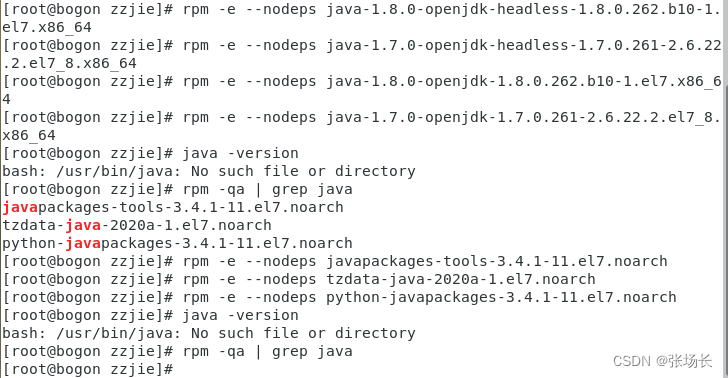 [root@bogon zzjie]# rpm -e --nodeps java-1.8.0-openjdk-headless-1.8.0.262.b10-1.
el7.x86_64
[root@bogon zzjie]# rpm -e --nodeps java-1.7.0-openjdk-headless-1.7.0.261-2.6.22
.2.el7_8.x86_64
[root@bogon zzjie]# rpm -e --nodeps java-1.8.0-openjdk-1.8.0.262.b10-1.el7.x86_6
4
[root@bogon zzjie]# rpm -e --nodeps java-1.7.0-openjdk-1.7.0.261-2.6.22.2.el7_8.
x86_64
[root@bogon zzjie]# java -version
bash: /usr/bin/java: No such file or directory
[root@bogon zzjie]# rpm -qa | grep java
javapackages-tools-3.4.1-11.el7.noarch
tzdata-java-2020a-1.el7.noarch
python-javapackages-3.4.1-11.el7.noarch
[root@bogon zzjie]# rpm -e --nodeps javapackages-tools-3.4.1-11.el7.noarch
[root@bogon zzjie]# rpm -e --nodeps tzdata-java-2020a-1.el7.noarch
[root@bogon zzjie]# rpm -e --nodeps python-javapackages-3.4.1-11.el7.noarch
[root@bogon zzjie]# java -version
bash: /usr/bin/java: No such file or directory
[root@bogon zzjie]# rpm -qa | grep java
[root@bogon zzjie]#
CSDN @张场长